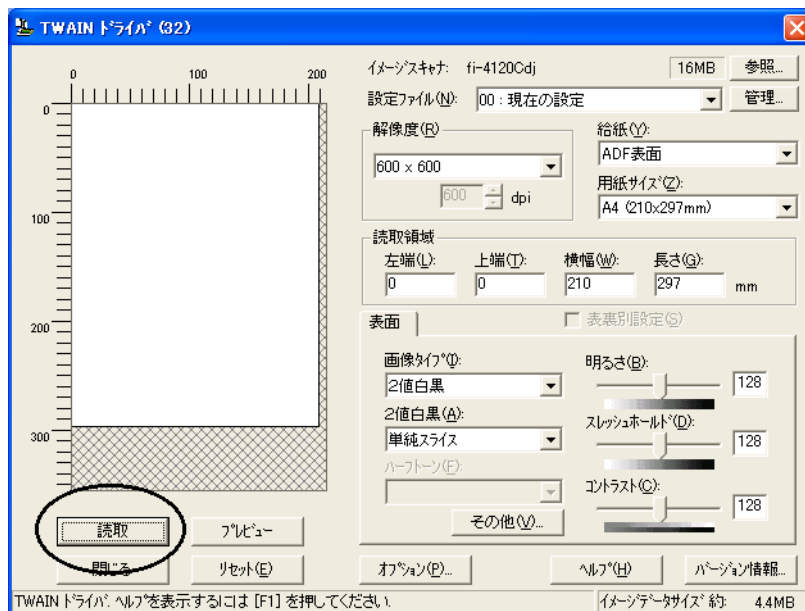 TWAIN ドライバ (32)
0 100 200
0
100
200
300
イメージスキャナ: fi-4120Cdj 16MB 参照...
設定ファイル(N): 00 : 現在の設定 管理...
解像度(R)
600 x 600
600 dpi
給紙(Y):
ADF表面
用紙サイズ(Z):
A4 (210x297mm)
読取領域
左端(L): 上端(T): 横幅(W): 長さ(G):
0 0 210 297 mm
表面
表裏別設定(S)
画像タイプ(I):
2値白黒
2値白黒(A):
単純スライス
ハーフトーン(F):
その他(V)...
明るさ(B):
128
スレッシュホールド(D):
128
コントラスト(C):
128
読取 プレビュー
閉じる リセット(E) オプション(P)... ヘルプ(H) バージョン情報...
TWAIN ドライバ. ヘルプを表示するには [F1] を押してください. イメージデータサイズ 約: 4.4MB